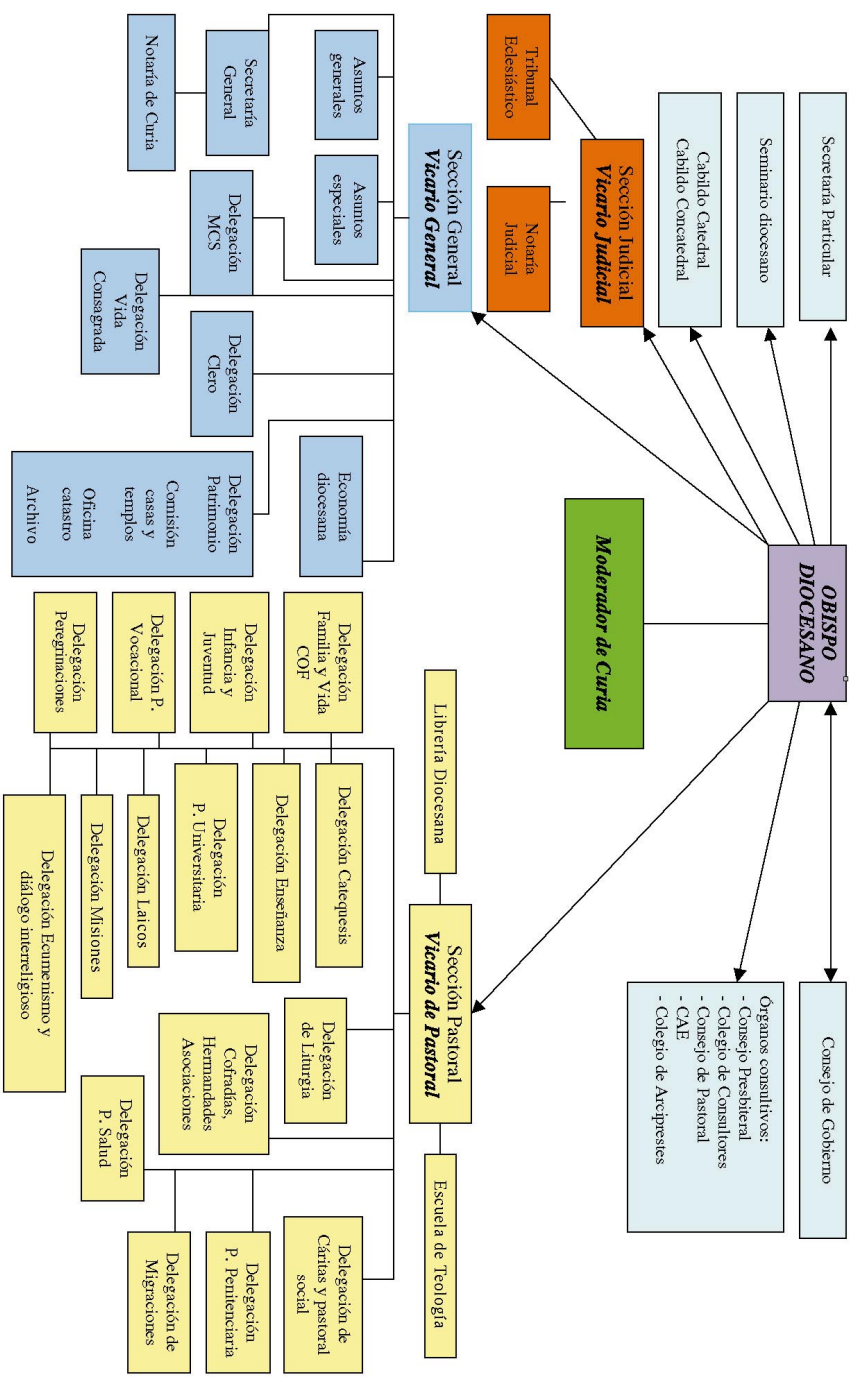 OBISPO
DIOCESANO
Secretaría Particular
Seminario diocesano
Cabildo Catedral
Cabildo Concatedral
Consejo de Gobierno
Órganos consultivos:
- Consejo Presbiteral
- Colegio de Consultores
- Consejo de Pastoral
- CAE
- Colegio de Arciprestes
Moderador de Curia
Sección Judicial
Vicario Judicial
Tribunal
Eclesiástico
Notaría
Judicial
Sección General
Vicario General
Asuntos
generales
Asuntos
especiales
Secretaría
General
Notaría de Curia
Delegación
MCS
Delegación
Vida
Consagrada
Delegación
Clero
Economía
diocesana
Delegación
Patrimonio
Comisión
casas y
templos
Oficina
catastro
Archivo
Librería Diocesana
Sección Pastoral
Vicario de Pastoral
Escuela de Teología
Delegación
Familia y Vida
COF
Delegación
Infancia y
Juventud
Delegación P.
Vocacional
Delegación
Peregrinaciones
Delegación Catequesis
Delegación Enseñanza
Delegación
P. Universitaria
Delegación Laicos
Delegación Misiones
Delegación Ecumenismo y
diálogo interreligioso
Delegación
de Liturgia
Delegación
Cofradías,
Hermandades
Asociaciones
Delegación
P. Salud
Delegación de
Cáritas y pastoral
social
Delegación
P. Penitenciaria
Delegación de
Migraciones